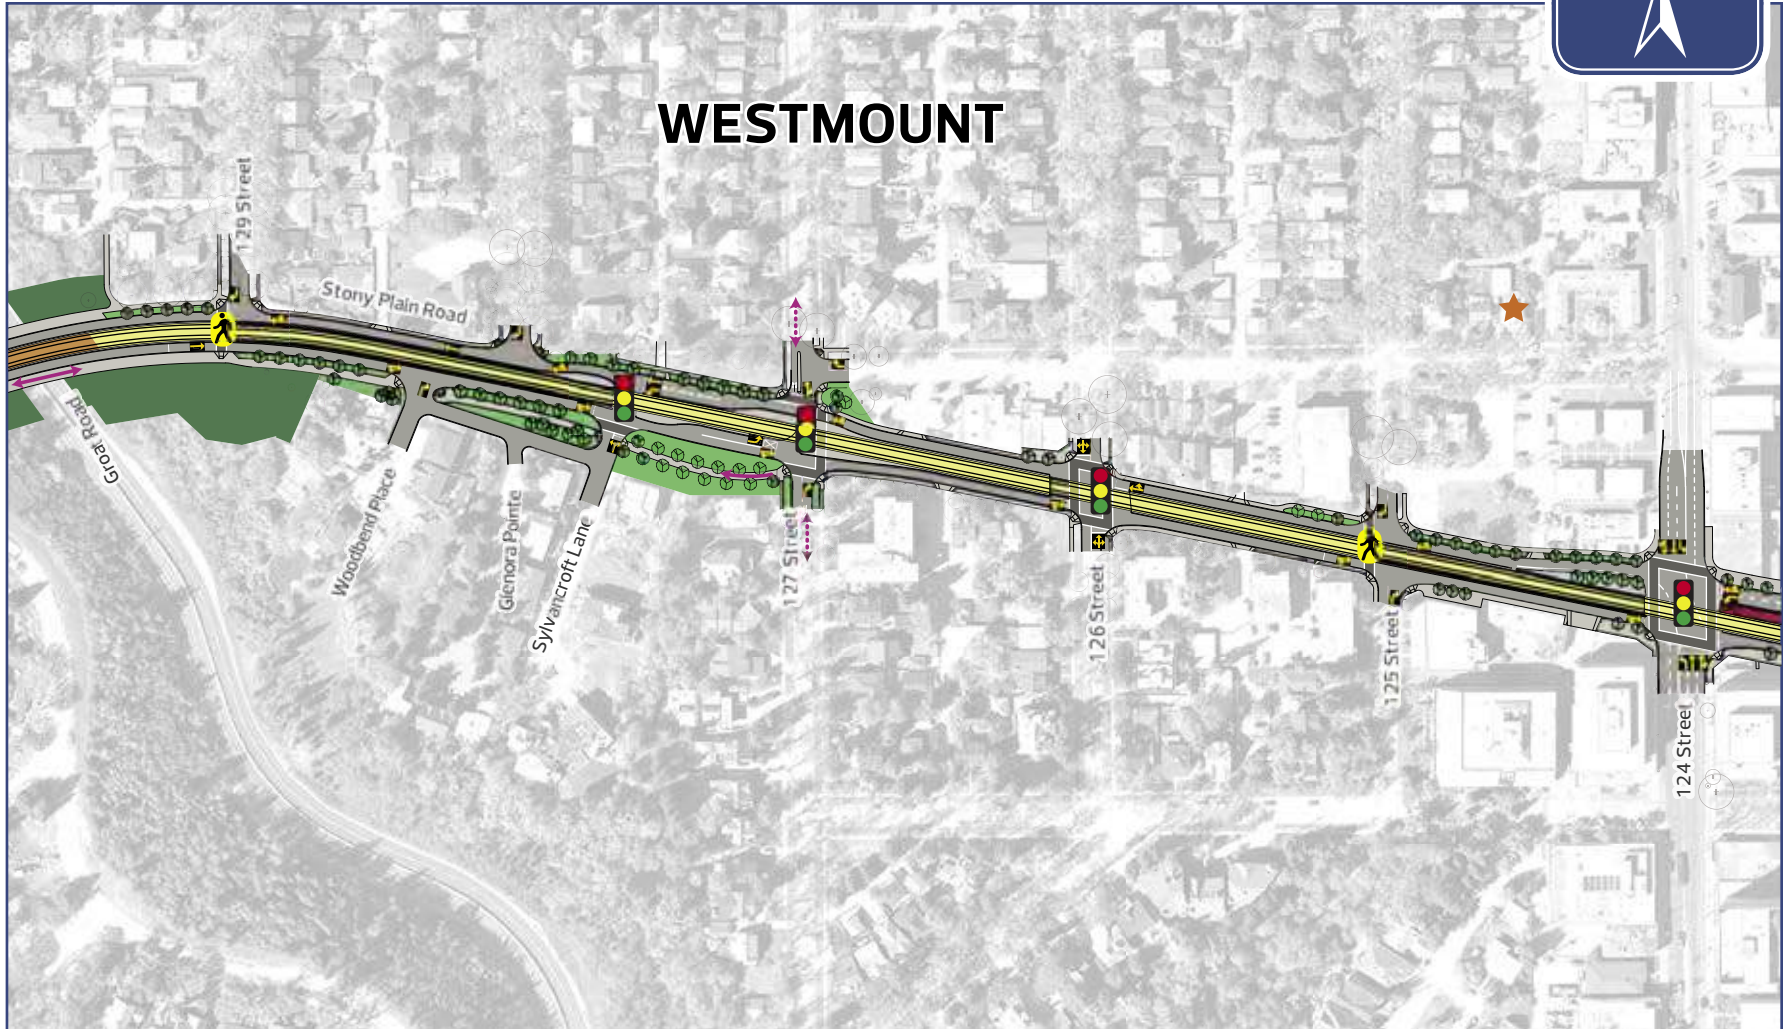 WESTMOUNT
129 Street
Stony Plain Road
Groat Road
Woodbend Place
Glenora Pointe
Sylvancroft Lane
127 Street
126 Street
125 Street
124 Street